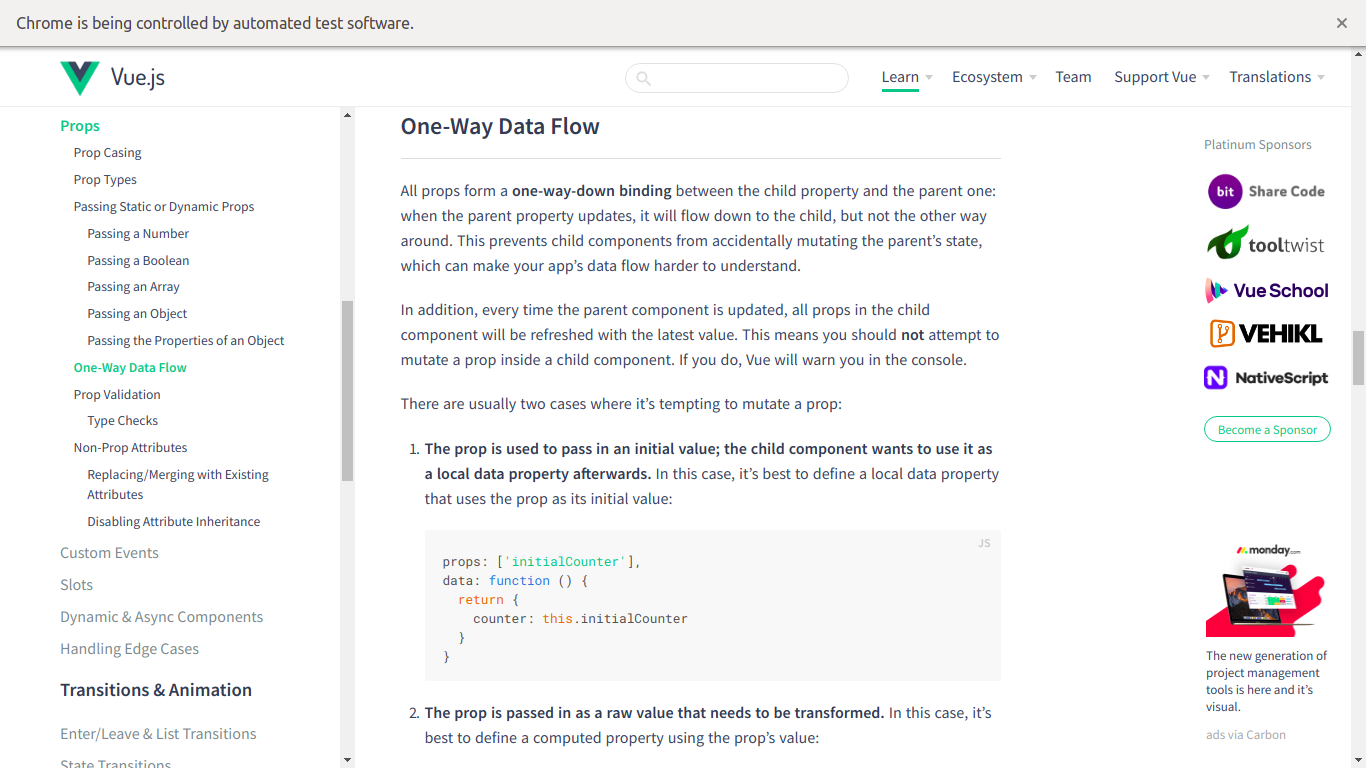 Chrome is being controlled by automated test software.
Vue.js
Learn
Ecosystem
Team
Support Vue
Translations
Props
Prop Casing
Prop Types
Passing Static or Dynamic Props
Passing a Number
Passing a Boolean
Passing an Array
Passing an Object
Passing the Properties of an Object
One-Way Data Flow
Prop Validation
Type Checks
Non-Prop Attributes
Replacing/Merging with Existing
Attributes
Disabling Attribute Inheritance
Custom Events
Slots
Dynamic & Async Components
Handling Edge Cases
Transitions & Animation
Enter/Leave & List Transitions
State Transitions
One-Way Data Flow
All props form a one-way-down binding between the child property and the parent one:
when the parent property updates, it will flow down to the child, but not the other way
around. This prevents child components from accidentally mutating the parent’s state,
which can make your app’s data flow harder to understand.
In addition, every time the parent component is updated, all props in the child
component will be refreshed with the latest value. This means you should not attempt to
mutate a prop inside a child component. If you do, Vue will warn you in the console.
There are usually two cases where it’s tempting to mutate a prop:
1. The prop is used to pass in an initial value; the child component wants to use it as
a local data property afterwards. In this case, it’s best to define a local data property
that uses the prop as its initial value:
JS
props: ['initialCounter'],
data: function () {
return {
counter: this.initialCounter
}
}
2. The prop is passed in as a raw value that needs to be transformed. In this case, it’s
best to define a computed property using the prop’s value:
Platinum Sponsors
bit Share Code
tooltwist
Vue School
VEHIKL
NativeScript
Become a Sponsor
monday.com
The new generation of
project management
tools is here and it’s
visual.
ads via Carbon